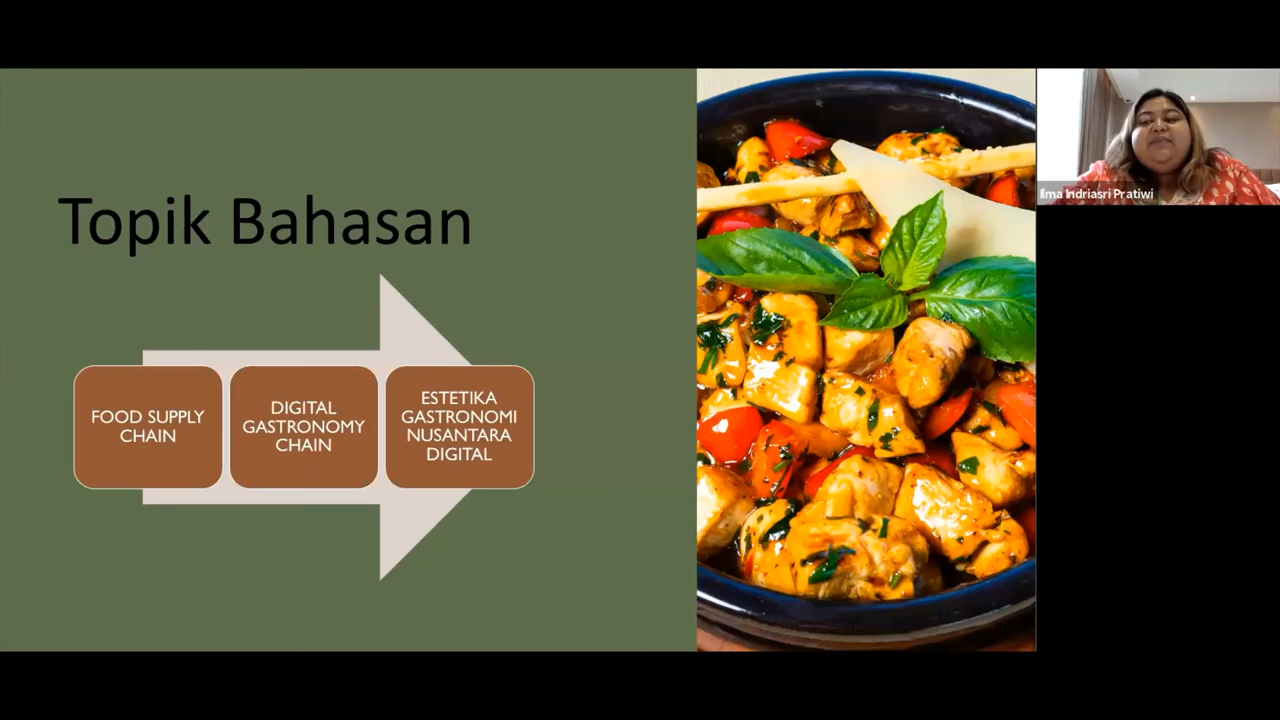 Topik Bahasan
FOOD SUPPLY
CHAIN
DIGITAL
GASTRONOMY
CHAIN
ESTETIKA
GASTRONOMI
NUSANTARA
DIGITAL
Ilma Indriasri Pratiwi